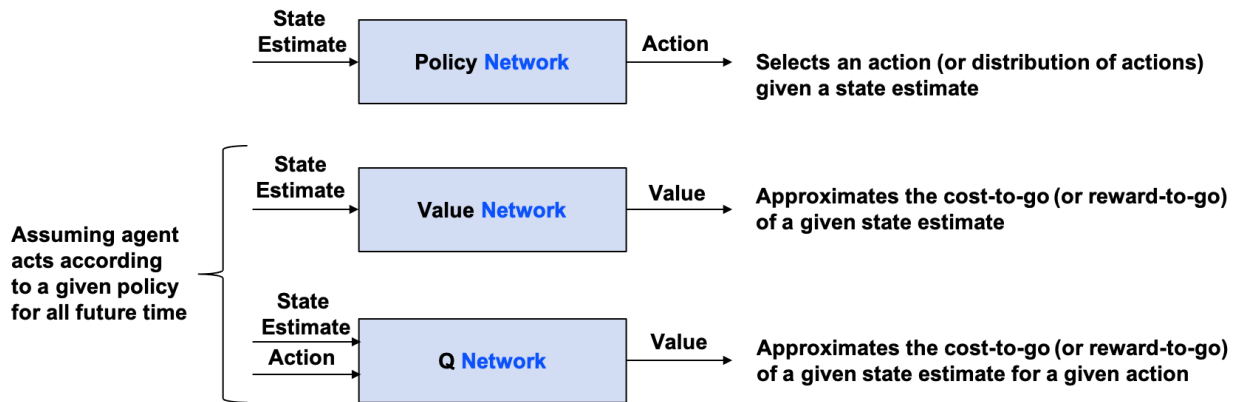 State
Estimate
Policy Network
Action
Selects an action (or distribution of actions)
given a state estimate
State
Estimate
Value Network
Value
Approximates the cost-to-go (or reward-to-go)
of a given state estimate
Assuming agent
acts according
to a given policy
for all future time
State
Estimate
Action
Q Network
Value
Approximates the cost-to-go (or reward-to-go)
of a given state estimate for a given action